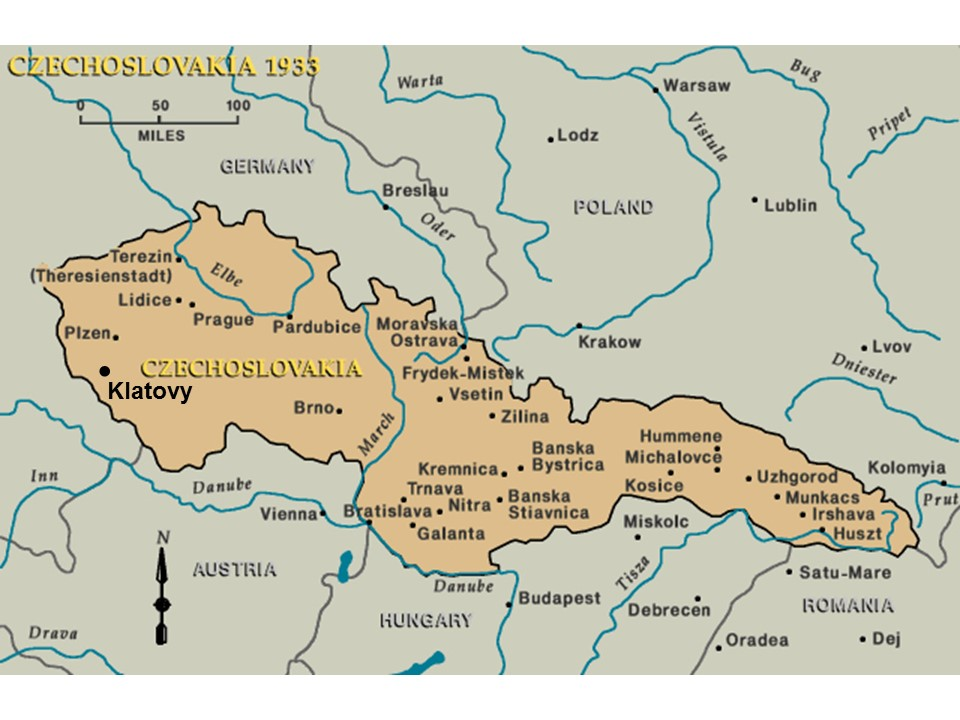 CZECHOSLOVAKIA 1933
0 50 100
MILES
Warta
Warsaw
Bug
Pripet
Vistula
Lodz
GERMANY
Breslau
POLAND
Lublin
Oder
Terezin
(Theresienstadt)
Elbe
Lidice
Prague
Pardubice
Moravska
Ostrava
Plzen
Krakow
Lvov
CZECHOSLOVAKIA
Frydek-Mistek
Dniester
Klatovy
Vsetin
Brno
Zilina
March
Hummene
Banska
Bystrica
Michalovce
Kremnica
Kolomyia
Inn
Danube
Uzhgorod
Kosice
Trnava
Banska
Stiavnica
Munkacs
Prut
Nitra
Vienna
Bratislava
Irshava
Miskolc
Galanta
Huszt
N
AUSTRIA
Tisza
Satu-Mare
Danube
Budapest
Debrecen
ROMANIA
HUNGARY
Drava
Oradea
Dej